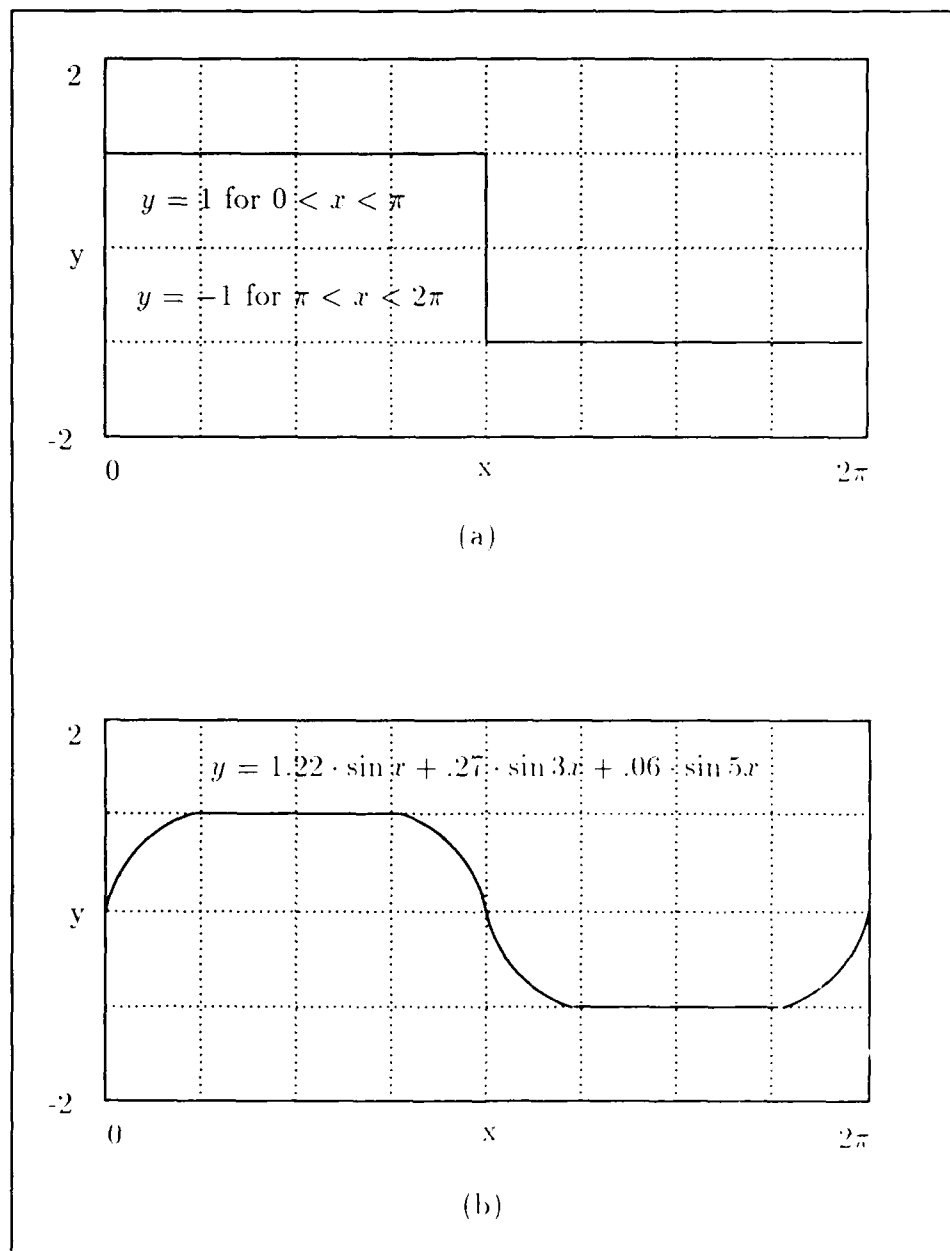 2
y = 1 for 0 < x < π
y
y = −1 for π < x < 2π
-2
0 x 2π
(a)
2
y = 1.22 · sin x + .27 · sin 3x + .06 · sin 5x
y
-2
0 x 2π
(b)